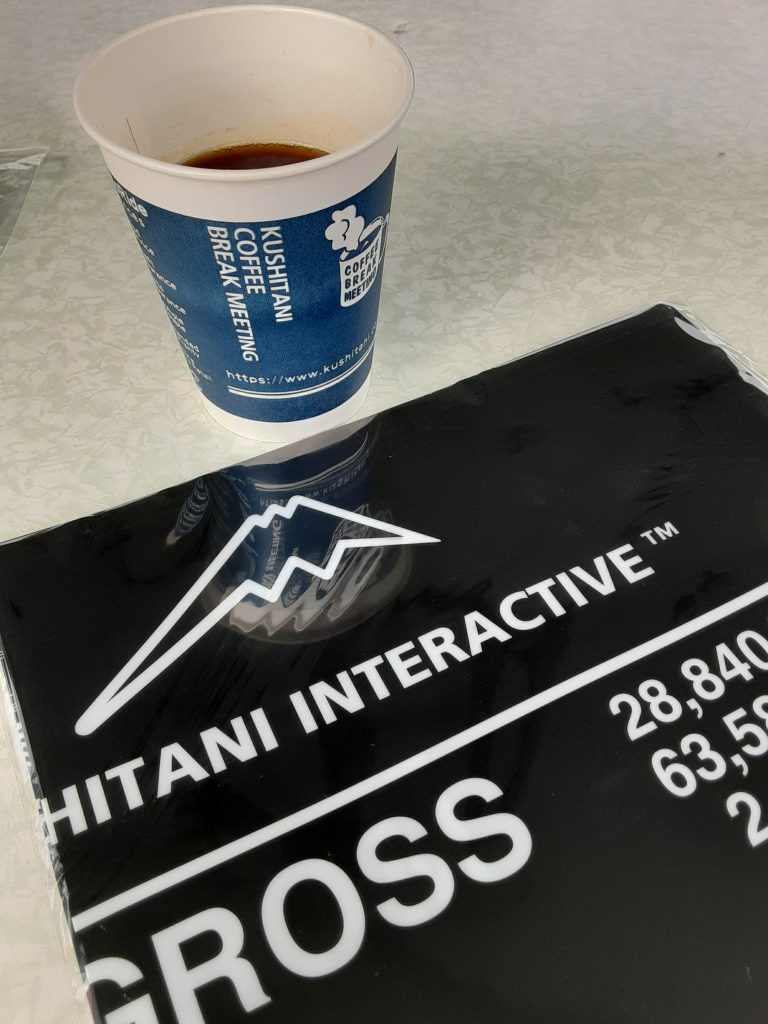 KUSHITANI
COFFEE
BREAK MEETING
COFFEE
BREAK
MEETING
https://www.kushitani.
HITANI INTERACTIVE™
28,840
63,58
2
GROSS